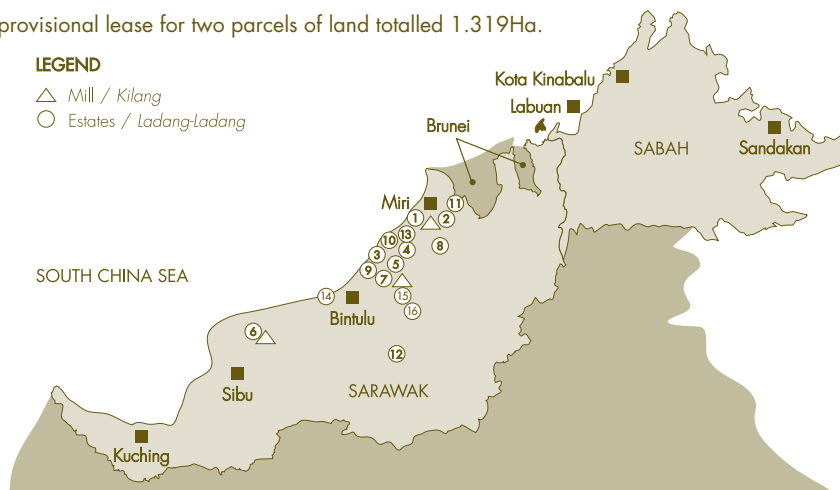 provisional lease for two parcels of land totalled 1.319Ha.
LEGEND
Mill / Kilang
Estates / Ladang-Ladang
Kota Kinabalu
Labuan
Brunei
SABAH
Sandakan
Miri
11
1
2
10
13
8
3
4
5
9
7
SOUTH CHINA SEA
14
15
16
Bintulu
6
12
Sibu
SARAWAK
Kuching